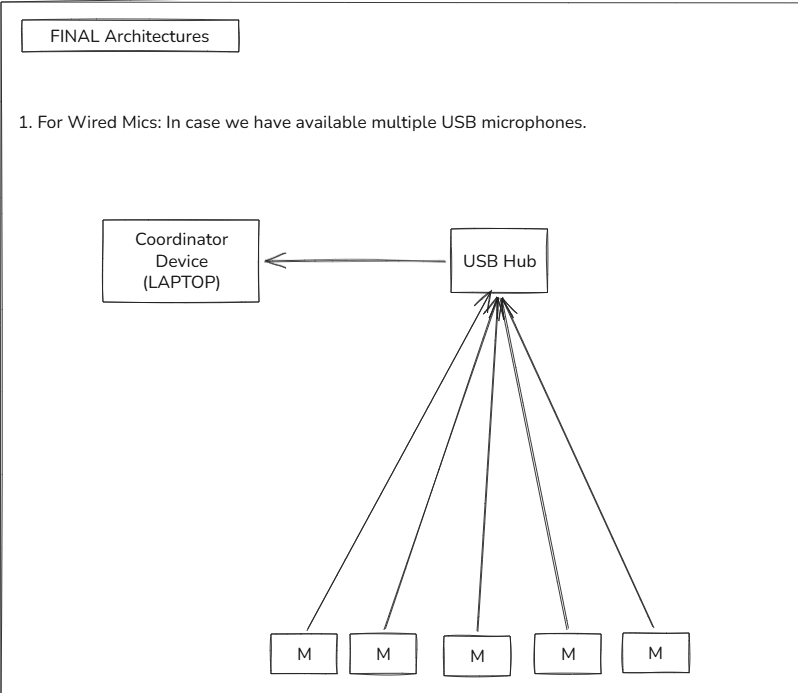 FINAL Architectures
1. For Wired Mics: In case we have available multiple USB microphones.
Coordinator
Device
(LAPTOP)
USB Hub
M
M
M
M
M